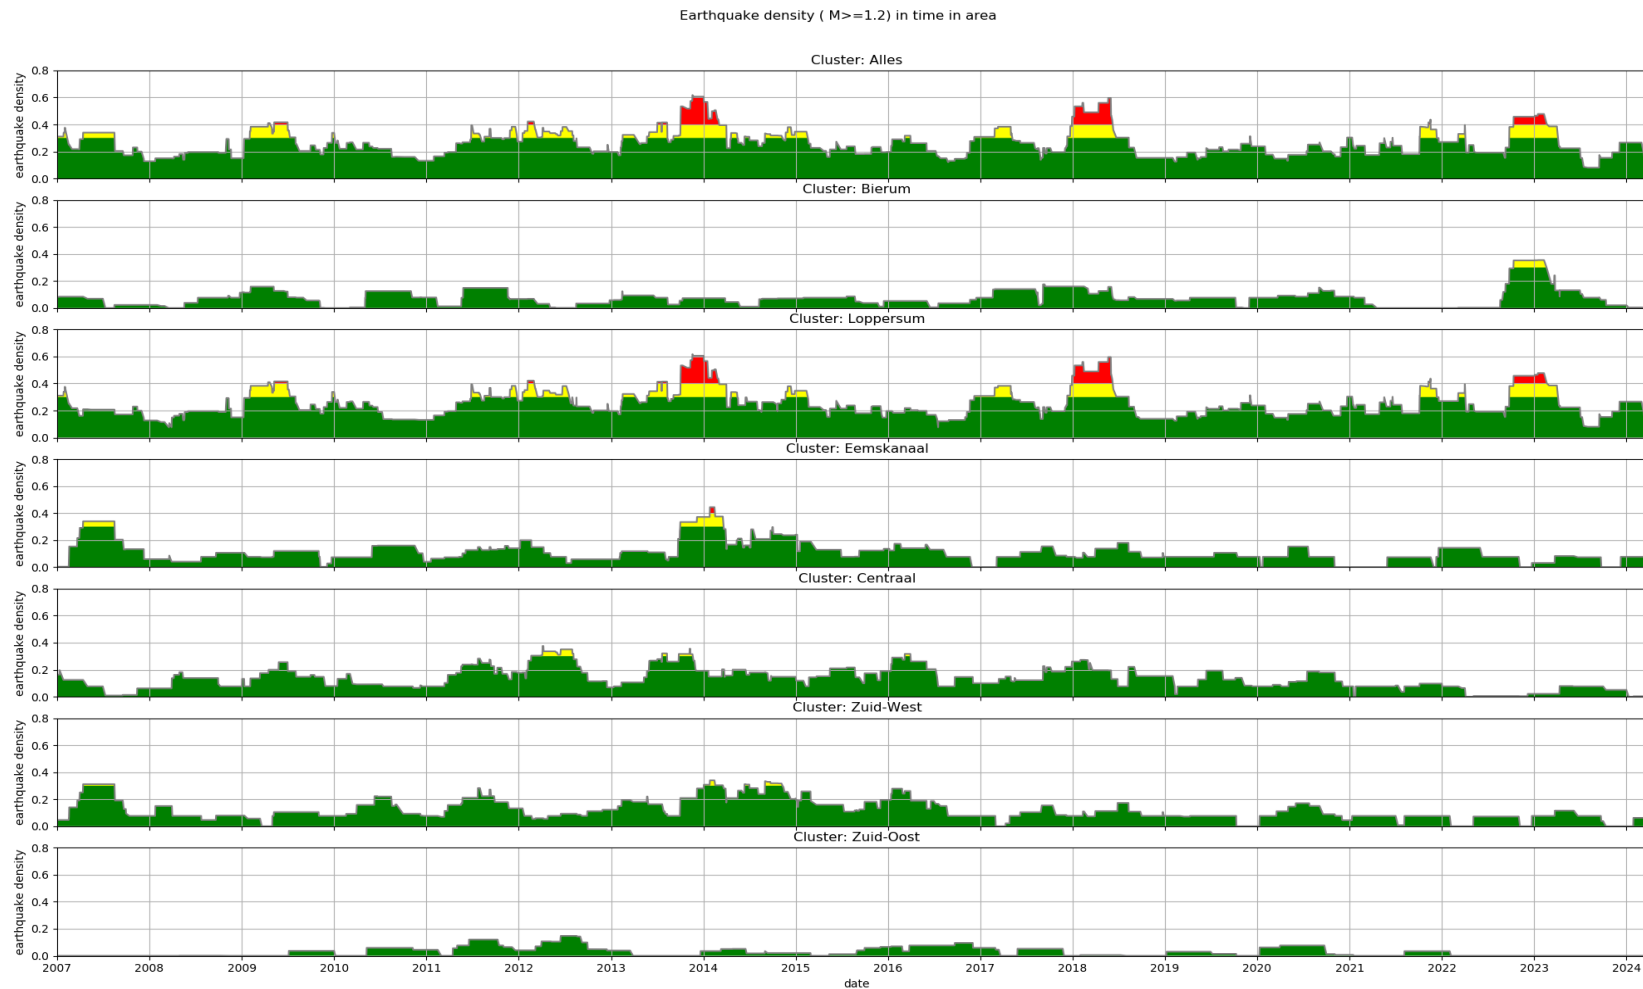 Earthquake density ( M>=1.2) in time in area
Cluster: Alles
earthquake density
0.8
0.6
0.4
0.2
0.0
Cluster: Bierum
earthquake density
0.8
0.6
0.4
0.2
0.0
Cluster: Loppersum
earthquake density
0.8
0.6
0.4
0.2
0.0
Cluster: Eemskanaal
earthquake density
0.8
0.6
0.4
0.2
0.0
Cluster: Centraal
earthquake density
0.8
0.6
0.4
0.2
0.0
Cluster: Zuid-West
earthquake density
0.8
0.6
0.4
0.2
0.0
Cluster: Zuid-Oost
earthquake density
0.8
0.6
0.4
0.2
0.0
2007 2008 2009 2010 2011 2012 2013 2014 2015 2016 2017 2018 2019 2020 2021 2022 2023 2024
date